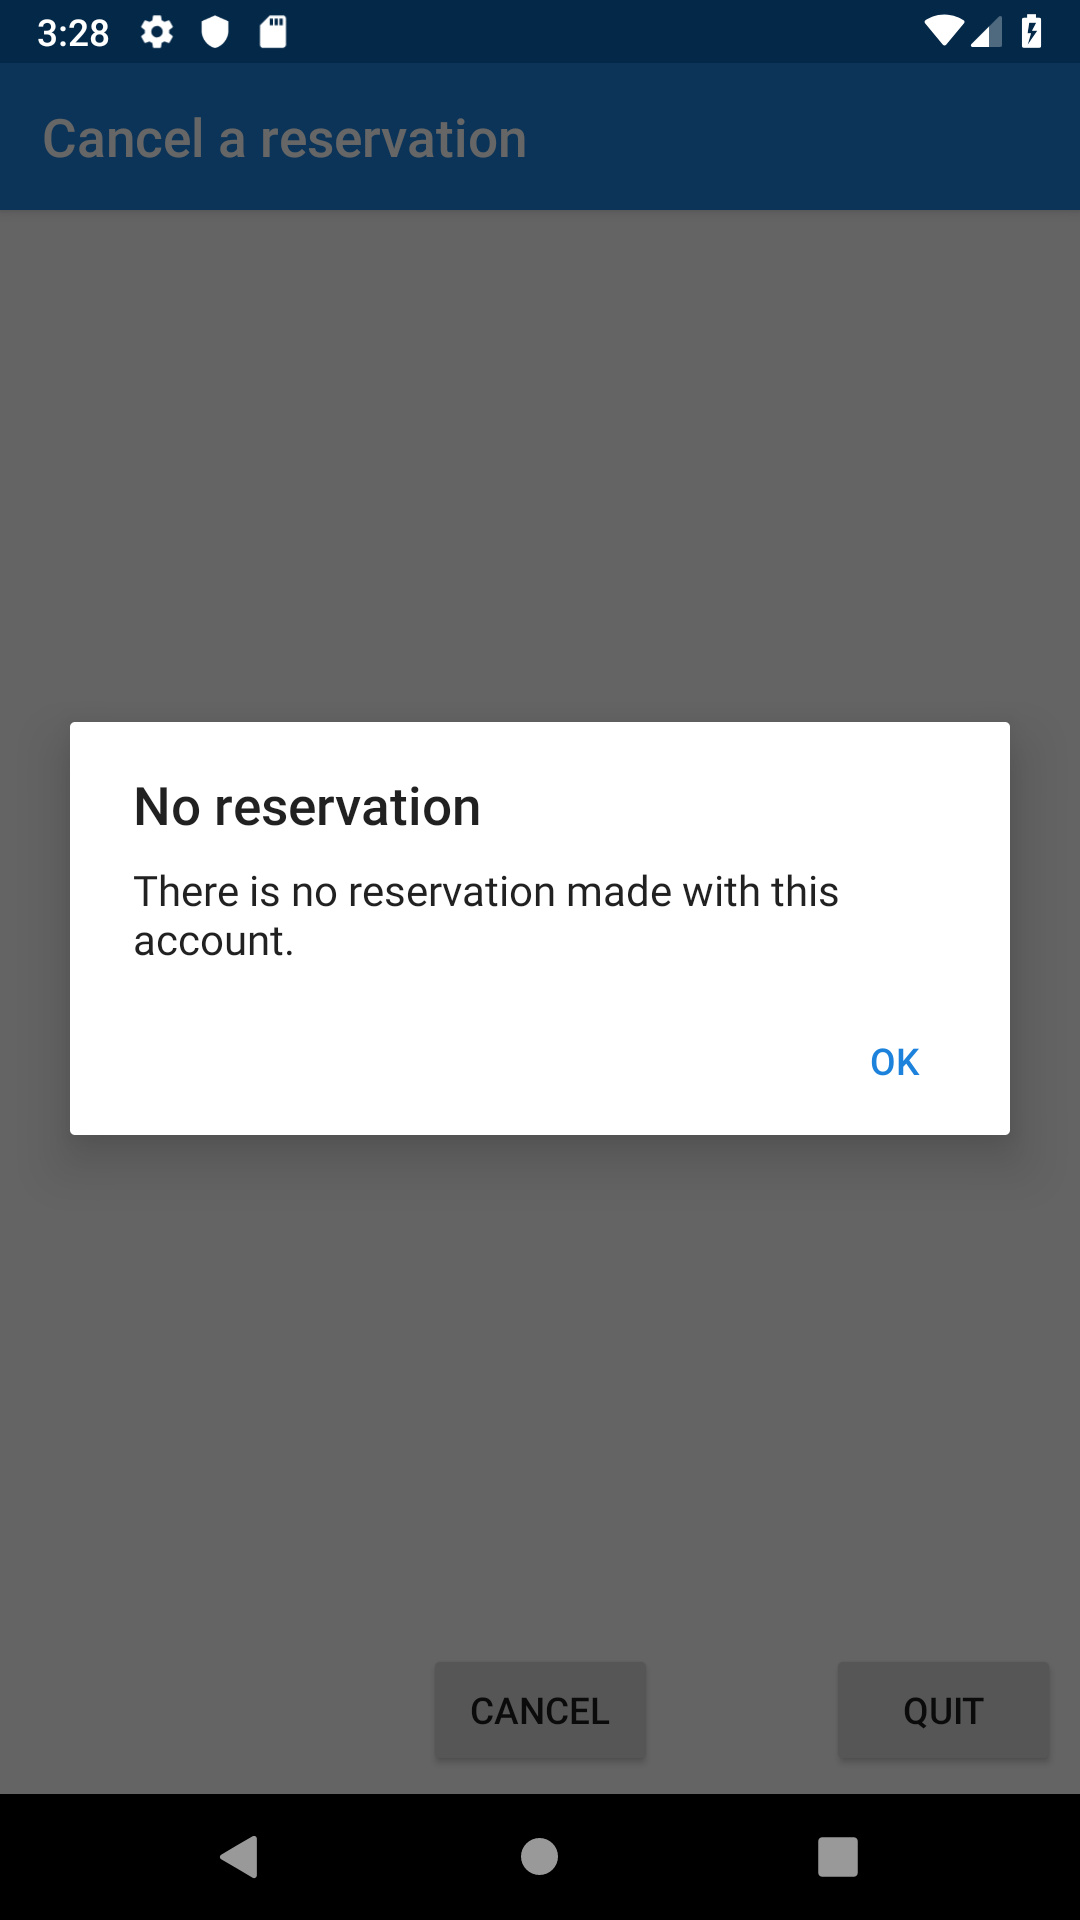 3:28
Cancel a reservation
No reservation
There is no reservation made with this
account.
OK
CANCEL
QUIT